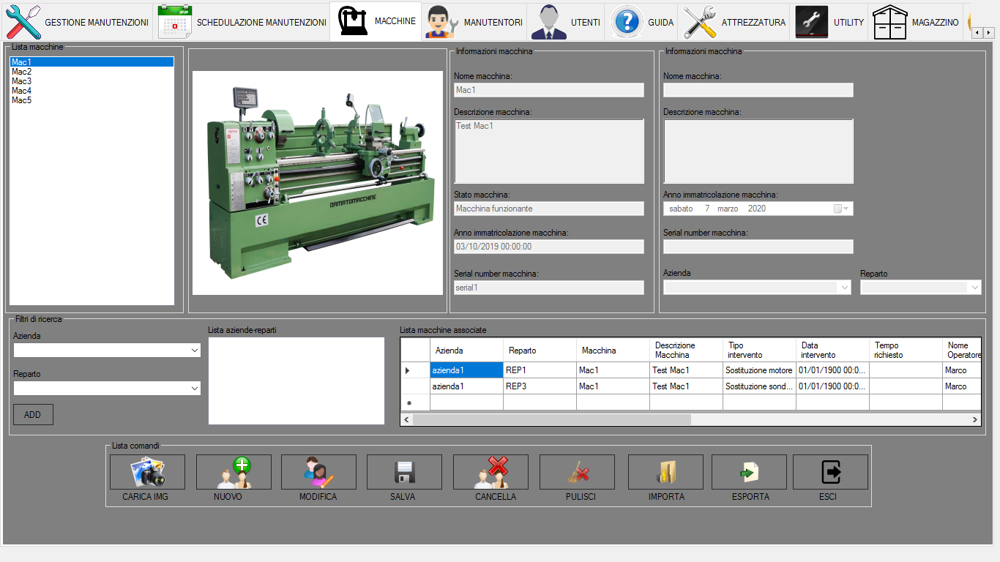 GESTIONE MANUTENZIONI
SCHEDULAZIONE MANUTENZIONI
MACCHINE
MANUTENTORI
UTENTI
GUIDA
ATTREZZATURA
UTILITY
MAGAZZINO
Lista macchine
Mac1
Mac2
Mac3
Mac4
Mac5
DAMATOMACCHINE
CE
Informazioni macchina
Nome macchina:
Mac1
Descrizione macchina:
Test Mac1
Stato macchina:
Macchina funzionante
Anno immatricolazione macchina:
03/10/2019 00:00:00
Serial number macchina:
serial1
Informazioni macchina
Nome macchina:
Descrizione macchina:
Anno immatricolazione macchina:
sabato 7 marzo 2020
Serial number macchina:
Azienda
Reparto
Filtri di ricerca
Azienda
Reparto
ADD
Lista aziende-reparti
Lista macchine associate
Azienda Reparto Macchina Descrizione Macchina Tipo intervento Data intervento Tempo richiesto Nome Operatore
azienda1 REP1 Mac1 Test Mac1 Sostituzione motore 01/01/1900 00:0... Marco
azienda1 REP3 Mac1 Test Mac1 Sostituzione sond... 01/01/1900 00:0... Marco
Lista comandi
CARICA IMG
NUOVO
MODIFICA
SALVA
CANCELLA
PULISCI
IMPORTA
ESPORTA
ESCI